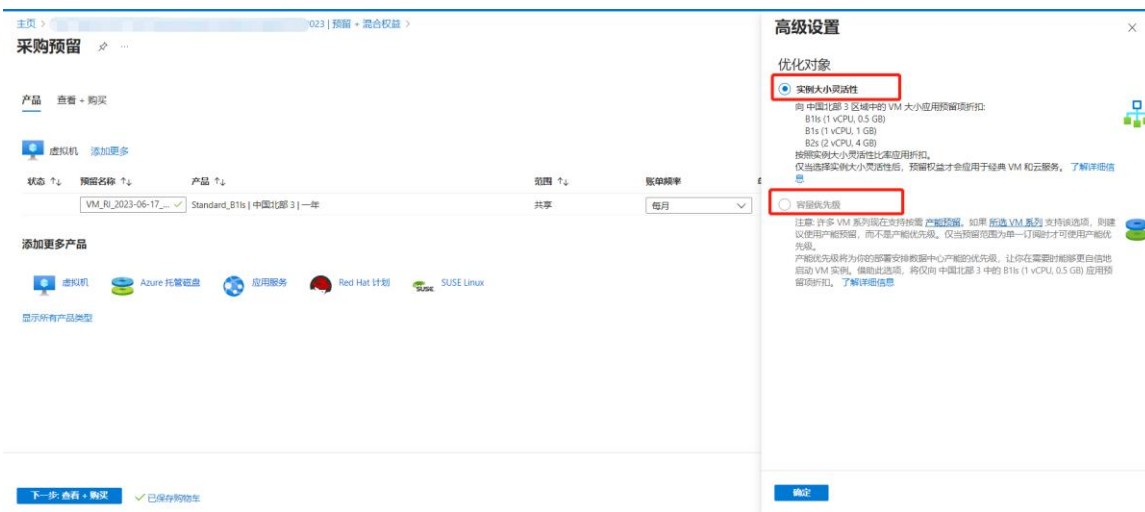 主页 > 023 | 预留 + 混合权益 >
采购预留 ...
产品 查看 + 购买
虚拟机 添加更多
状态 ↑↓ 预留名称 ↑↓ 产品 ↑↓ 范围 ↑↓ 账单频率
VM_RI_2023-06-17_... Standard_B1ls | 中国北部 3 | 一年 共享 每月
添加更多产品
虚拟机 Azure 托管磁盘 应用服务 Red Hat 计划 SUSE SUSE Linux
显示所有产品类型
下一步: 查看 + 购买 已保存购物车
高级设置
优化对象
实例大小灵活性
向 中国北部 3 区域中的 VM 大小应用预留项折扣:
B1ls (1 vCPU, 0.5 GB)
B1s (1 vCPU, 1 GB)
B2s (2 vCPU, 4 GB)
按照实例大小灵活性比率应用折扣。
仅当选择实例大小灵活性后，预留权益才会应用于经典 VM 和云服务。 了解详细信
息
容量优先级
注意: 许多 VM 系列现在支持按需 产能预留。如果 所选 VM 系列 支持该选项，则建
议使用产能预留，而不是产能优先级。仅当预留范围为单一订阅时才可使用产能优
先级。
产能优先级将为你的部署安排数据中心产能的优先级，让你在需要时能够更自信地
启动 VM 实例。借助此选项，将仅向 中国北部 3 中的 B1ls (1 vCPU, 0.5 GB) 应用预
留项折扣。 了解详细信息
确定